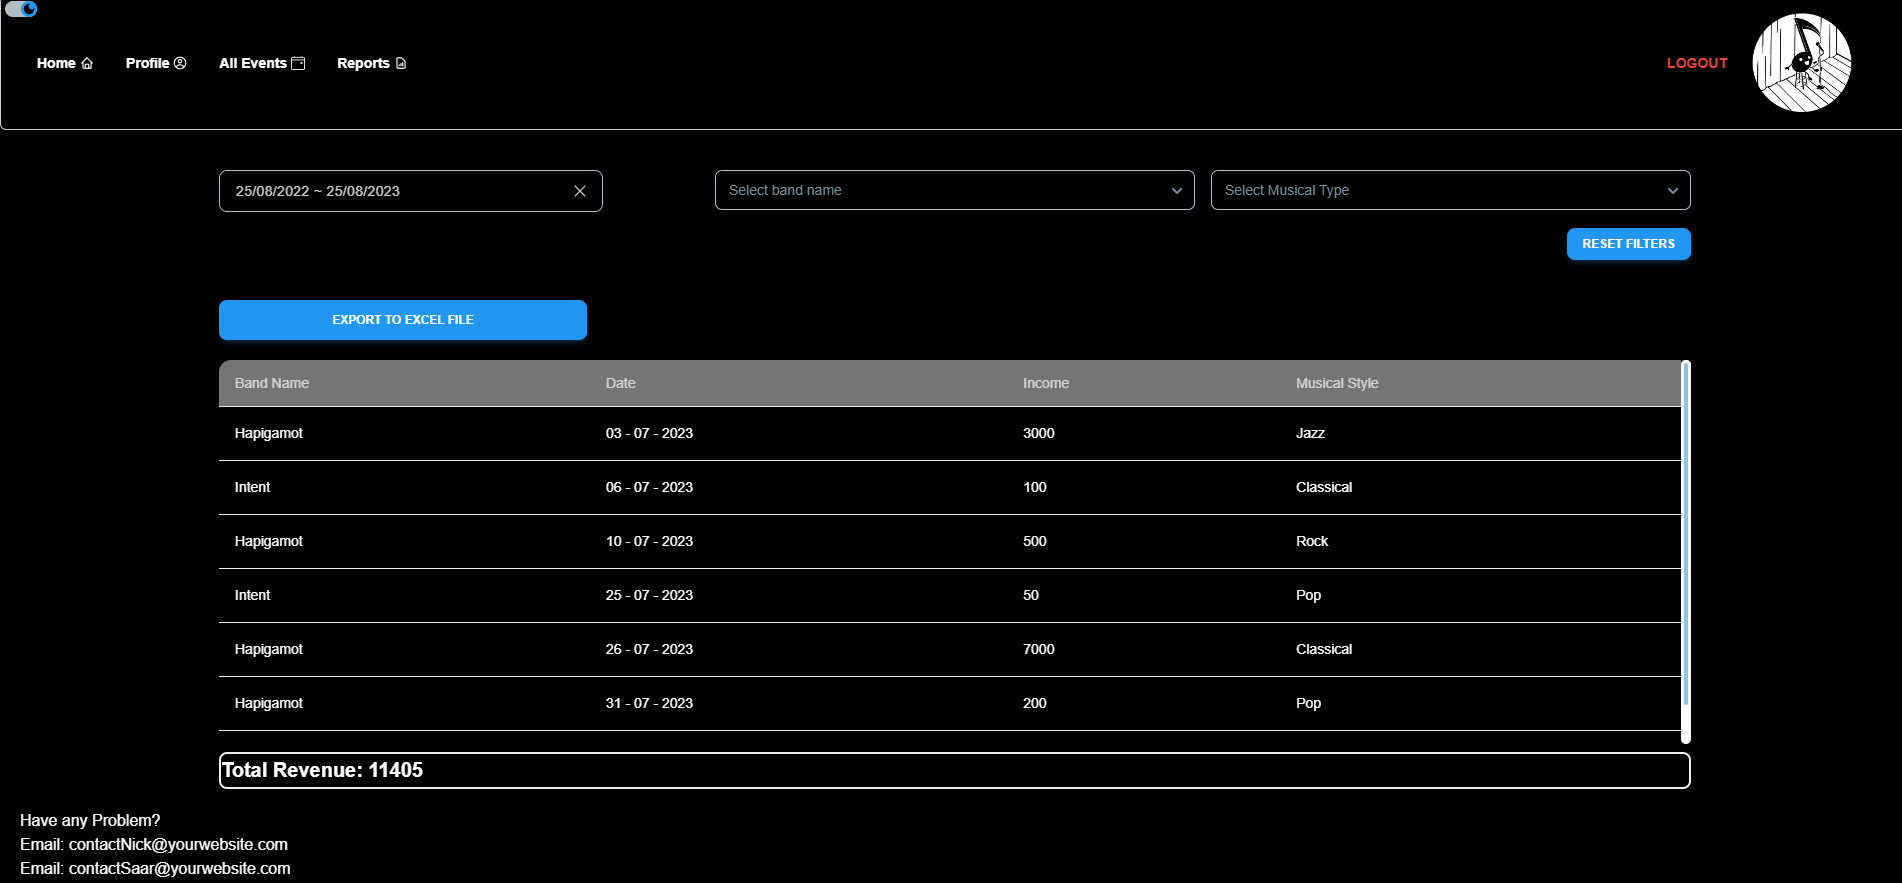 Home Profile All Events Reports LOGOUT
25/08/2022 ~ 25/08/2023 Select band name Select Musical Type
RESET FILTERS
EXPORT TO EXCEL FILE
Band Name Date Income Musical Style
Hapigamot 03 - 07 - 2023 3000 Jazz
Intent 06 - 07 - 2023 100 Classical
Hapigamot 10 - 07 - 2023 500 Rock
Intent 25 - 07 - 2023 50 Pop
Hapigamot 26 - 07 - 2023 7000 Classical
Hapigamot 31 - 07 - 2023 200 Pop
Total Revenue: 11405
Have any Problem?
Email: contactNick@yourwebsite.com
Email: contactSaar@yourwebsite.com